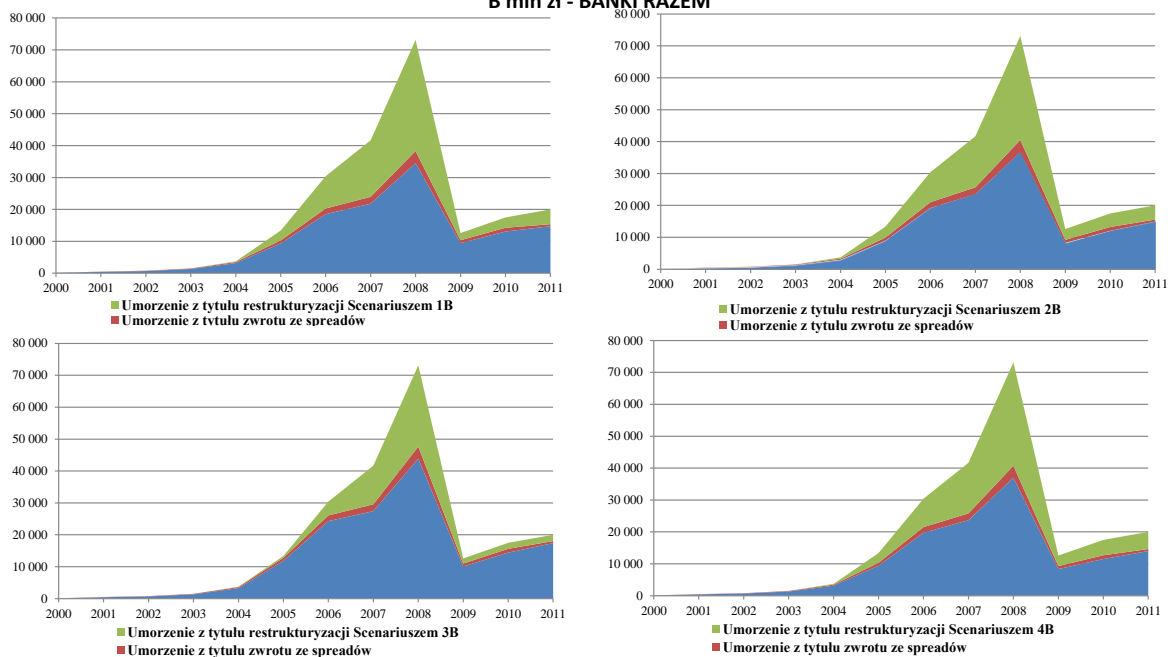 B mln zł - BANKI RAZEM
80 000
70 000
60 000
50 000
40 000
30 000
20 000
10 000
0
2000 2001 2002 2003 2004 2005 2006 2007 2008 2009 2010 2011
Umorzenie z tytułu restrukturyzacji Scenariuszem 1B
Umorzenie z tytułu zwrotu ze spreadów
80 000
70 000
60 000
50 000
40 000
30 000
20 000
10 000
0
2000 2001 2002 2003 2004 2005 2006 2007 2008 2009 2010 2011
Umorzenie z tytułu restrukturyzacji Scenariuszem 2B
Umorzenie z tytułu zwrotu ze spreadów
80 000
70 000
60 000
50 000
40 000
30 000
20 000
10 000
0
2000 2001 2002 2003 2004 2005 2006 2007 2008 2009 2010 2011
Umorzenie z tytułu restrukturyzacji Scenariuszem 3B
Umorzenie z tytułu zwrotu ze spreadów
80 000
70 000
60 000
50 000
40 000
30 000
20 000
10 000
0
2000 2001 2002 2003 2004 2005 2006 2007 2008 2009 2010 2011
Umorzenie z tytułu restrukturyzacji Scenariuszem 4B
Umorzenie z tytułu zwrotu ze spreadów